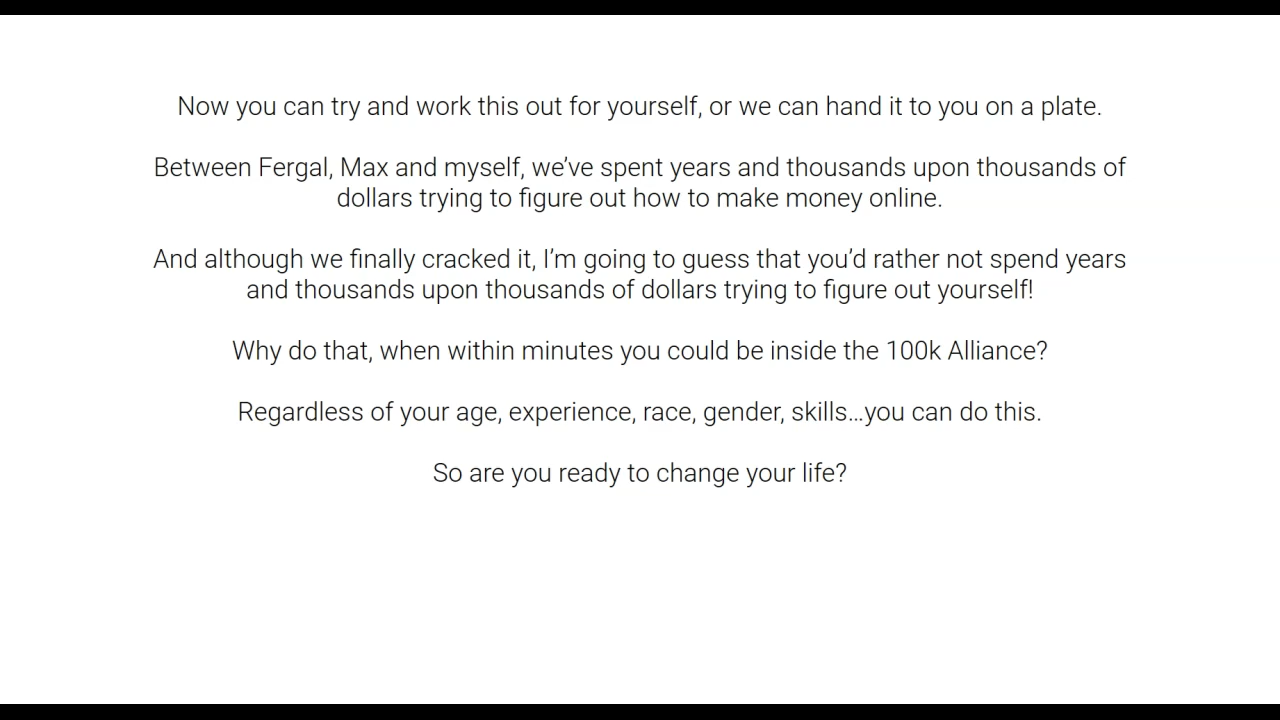 Now you can try and work this out for yourself, or we can hand it to you on a plate.
Between Fergal, Max and myself, we’ve spent years and thousands upon thousands of
dollars trying to figure out how to make money online.
And although we finally cracked it, I’m going to guess that you’d rather not spend years
and thousands upon thousands of dollars trying to figure out yourself!
Why do that, when within minutes you could be inside the 100k Alliance?
Regardless of your age, experience, race, gender, skills…you can do this.
So are you ready to change your life?